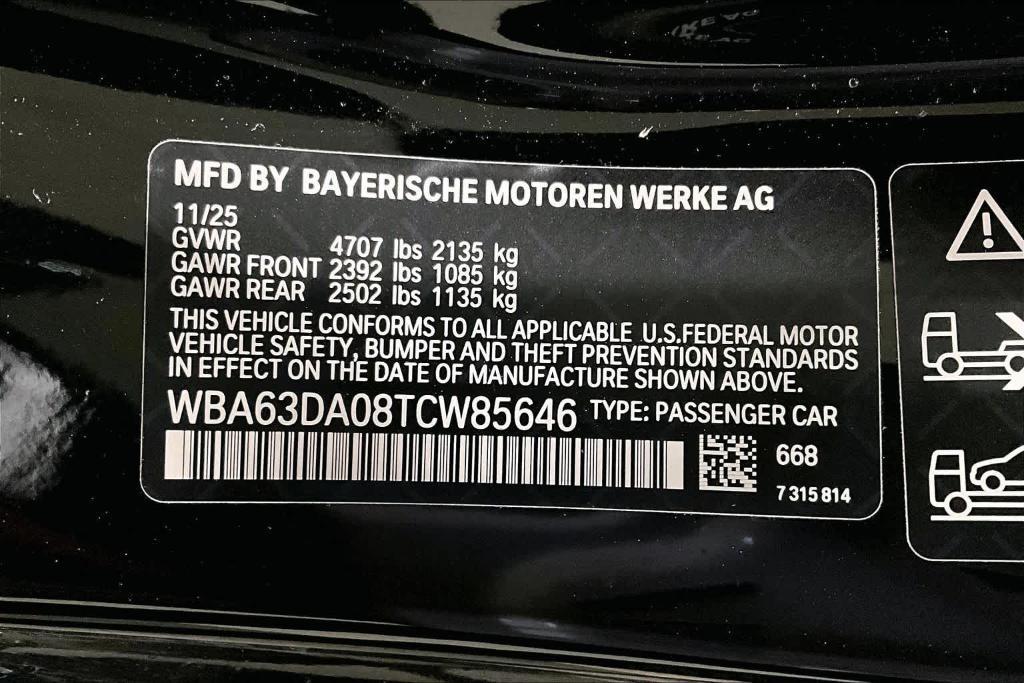 MFD BY BAYERISCHE MOTOREN WERKE AG
11/25
GVWR 4707 lbs 2135 kg
GAWR FRONT 2392 lbs 1085 kg
GAWR REAR 2502 lbs 1135 kg
THIS VEHICLE CONFORMS TO ALL APPLICABLE U.S.FEDERAL MOTOR
VEHICLE SAFETY, BUMPER AND THEFT PREVENTION STANDARDS
IN EFFECT ON THE DATE OF MANUFACTURE SHOWN ABOVE.
WBA63DA08TCW85646 TYPE: PASSENGER CAR
668
7 315 814